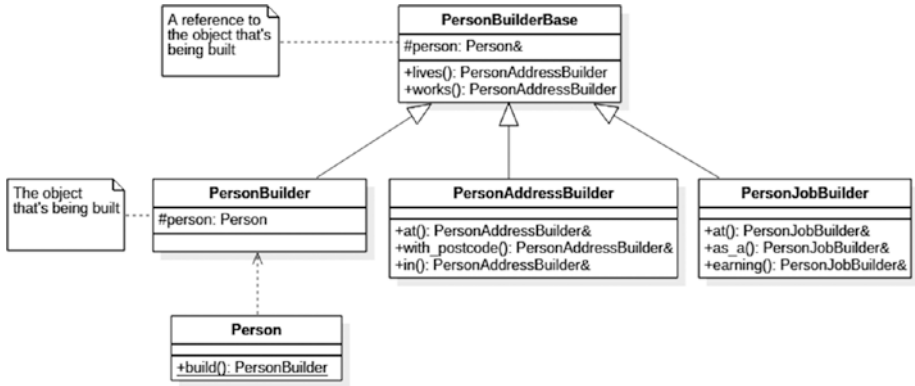 A reference to
the object that's
being built
PersonBuilderBase
#person: Person&
+lives(): PersonAddressBuilder
+works(): PersonAddressBuilder
The object
that's being built
PersonBuilder
#person: Person
PersonAddressBuilder
+at(): PersonAddressBuilder&
+with_postcode(): PersonAddressBuilder&
+in(): PersonAddressBuilder&
PersonJobBuilder
+at(): PersonJobBuilder&
+as_a(): PersonJobBuilder&
+earning(): PersonJobBuilder&
Person
+build(): PersonBuilder